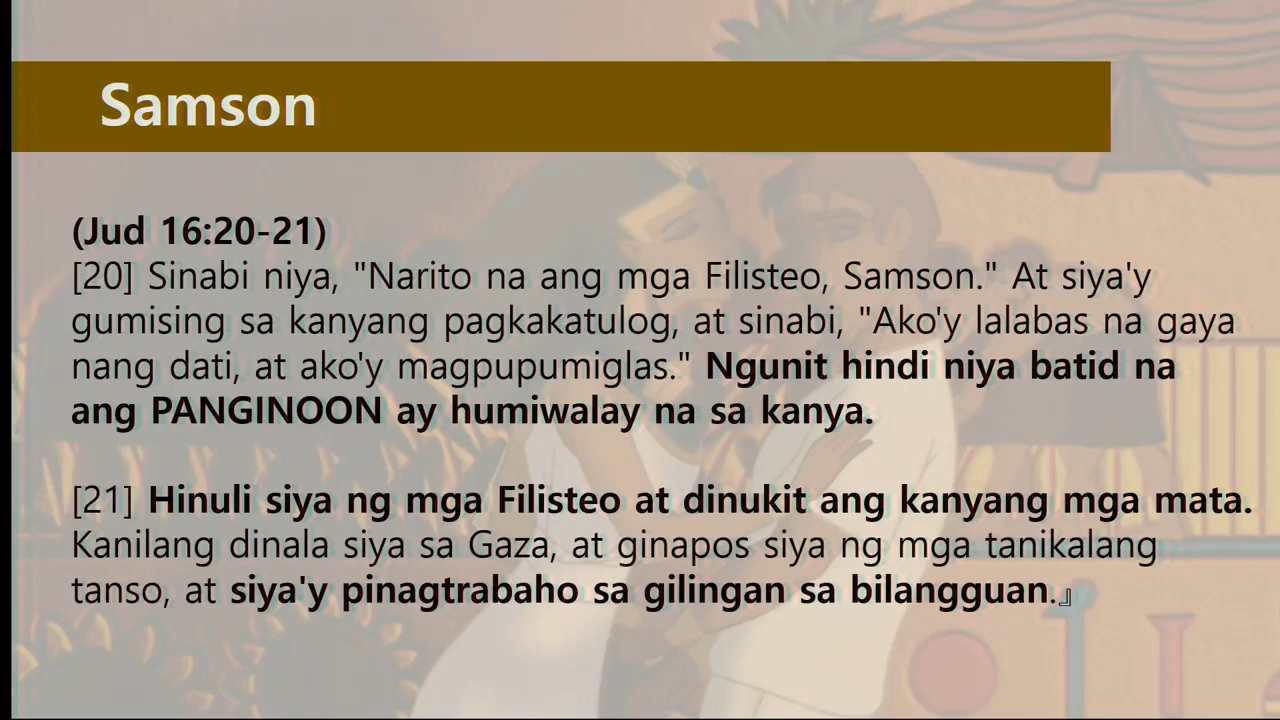 Samson
(Jud 16:20-21)
[20] Sinabi niya, "Narito na ang mga Filisteo, Samson." At siya'y
gumising sa kanyang pagkakatulog, at sinabi, "Ako'y lalabas na gaya
nang dati, at ako'y magpupumiglas." Ngunit hindi niya batid na
ang PANGINOON ay humiwalay na sa kanya.
[21] Hinuli siya ng mga Filisteo at dinukit ang kanyang mga mata.
Kanilang dinala siya sa Gaza, at ginapos siya ng mga tanikalang
tanso, at siya'y pinagtrabaho sa gilingan sa bilangguan.』